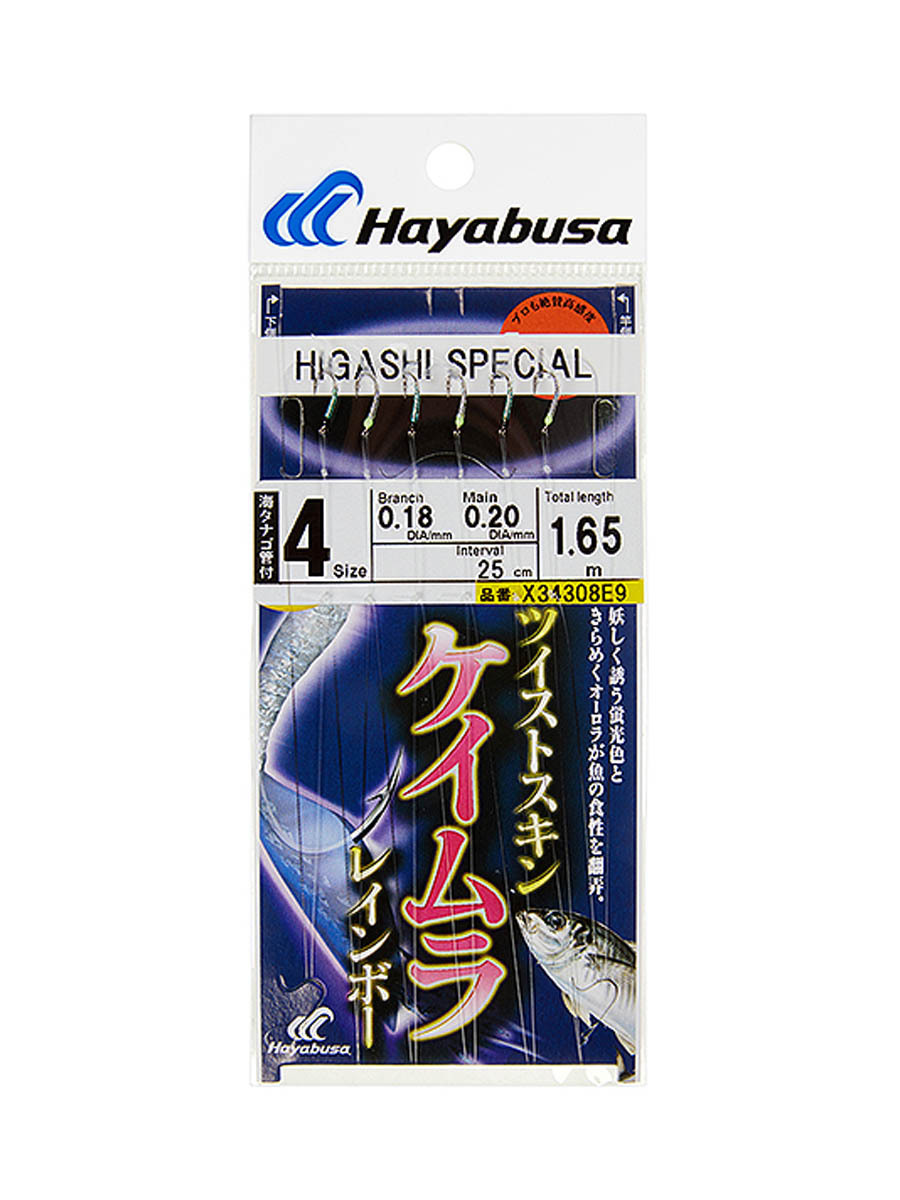 Hayabusa
プロも絶賛高感度
HIGASHI SPECIAL
海タナゴ管付
4
Size
Branch
0.18
DIA/mm
Main
0.20
DIA/mm
Interval
25 cm
Total length
1.65
m
品番 X34308E9
妖しく誘う蛍光色と
きらめくオーロラが魚の食性を翻弄。
ツイストスキン
ケイムラ
レインボー
Hayabusa